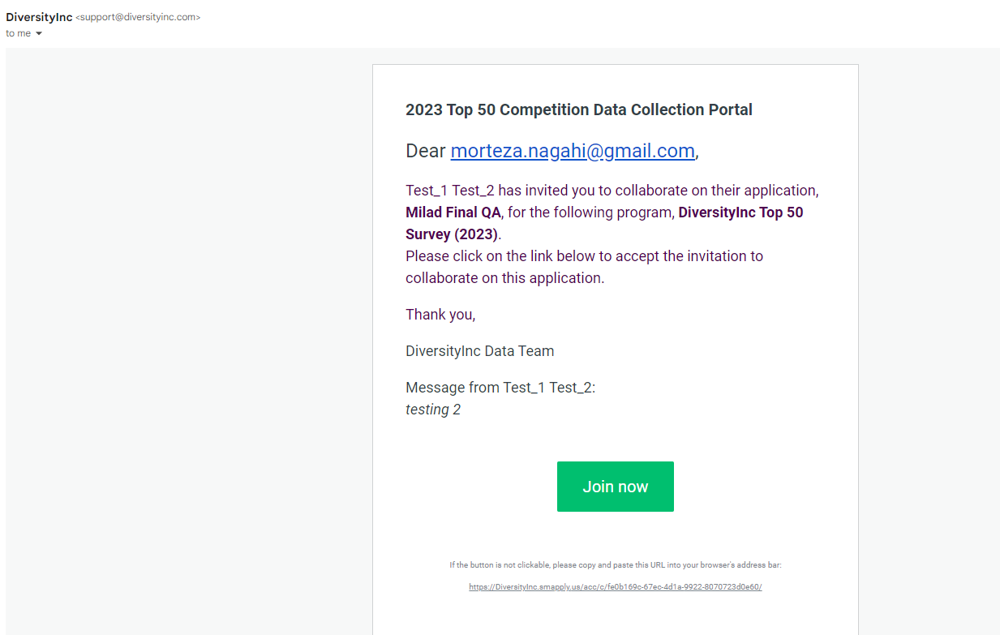 DiversityInc <support@diversityinc.com>
to me
2023 Top 50 Competition Data Collection Portal
Dear morteza.nagahi@gmail.com,
Test_1 Test_2 has invited you to collaborate on their application,
Milad Final QA, for the following program, DiversityInc Top 50
Survey (2023).
Please click on the link below to accept the invitation to
collaborate on this application.
Thank you,
DiversityInc Data Team
Message from Test_1 Test_2:
testing 2
Join now
If the button is not clickable, please copy and paste this URL into your browser's address bar:
https://DiversityInc.smapply.us/acc/c/fe0b169c-67ec-4d1a-9922-8070723d0e60/